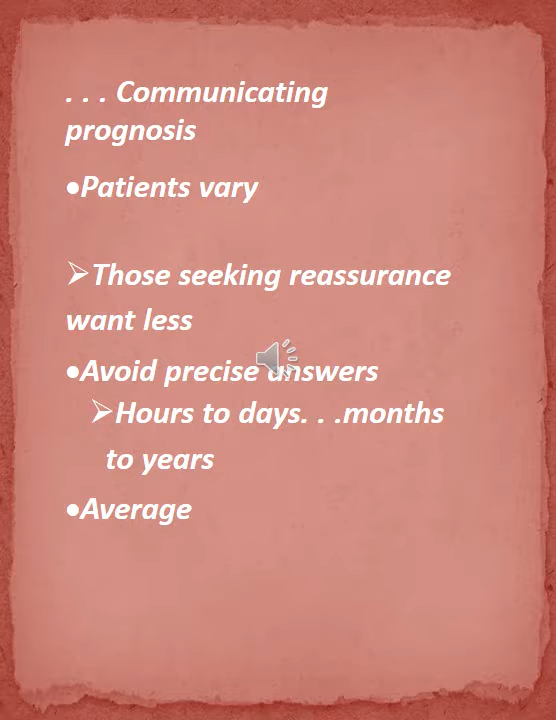 . . . Communicating
prognosis
•Patients vary
➢Those seeking reassurance
want less
•Avoid precise answers
➢Hours to days. . .months
to years
•Average